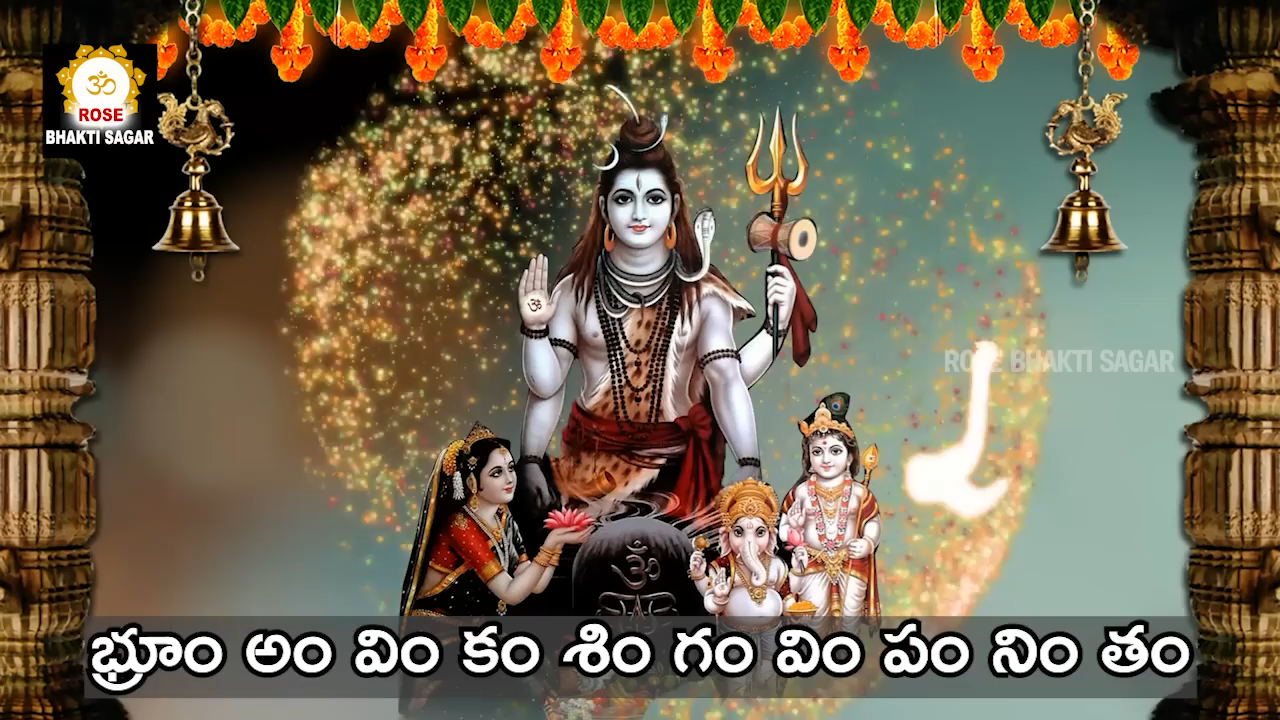 ॐ
ROSE
BHAKTI SAGAR
ROSE BHAKTI SAGAR
ॐ
ॐ
భ్రూం అం విం కం శిం గం విం పం నిం తం